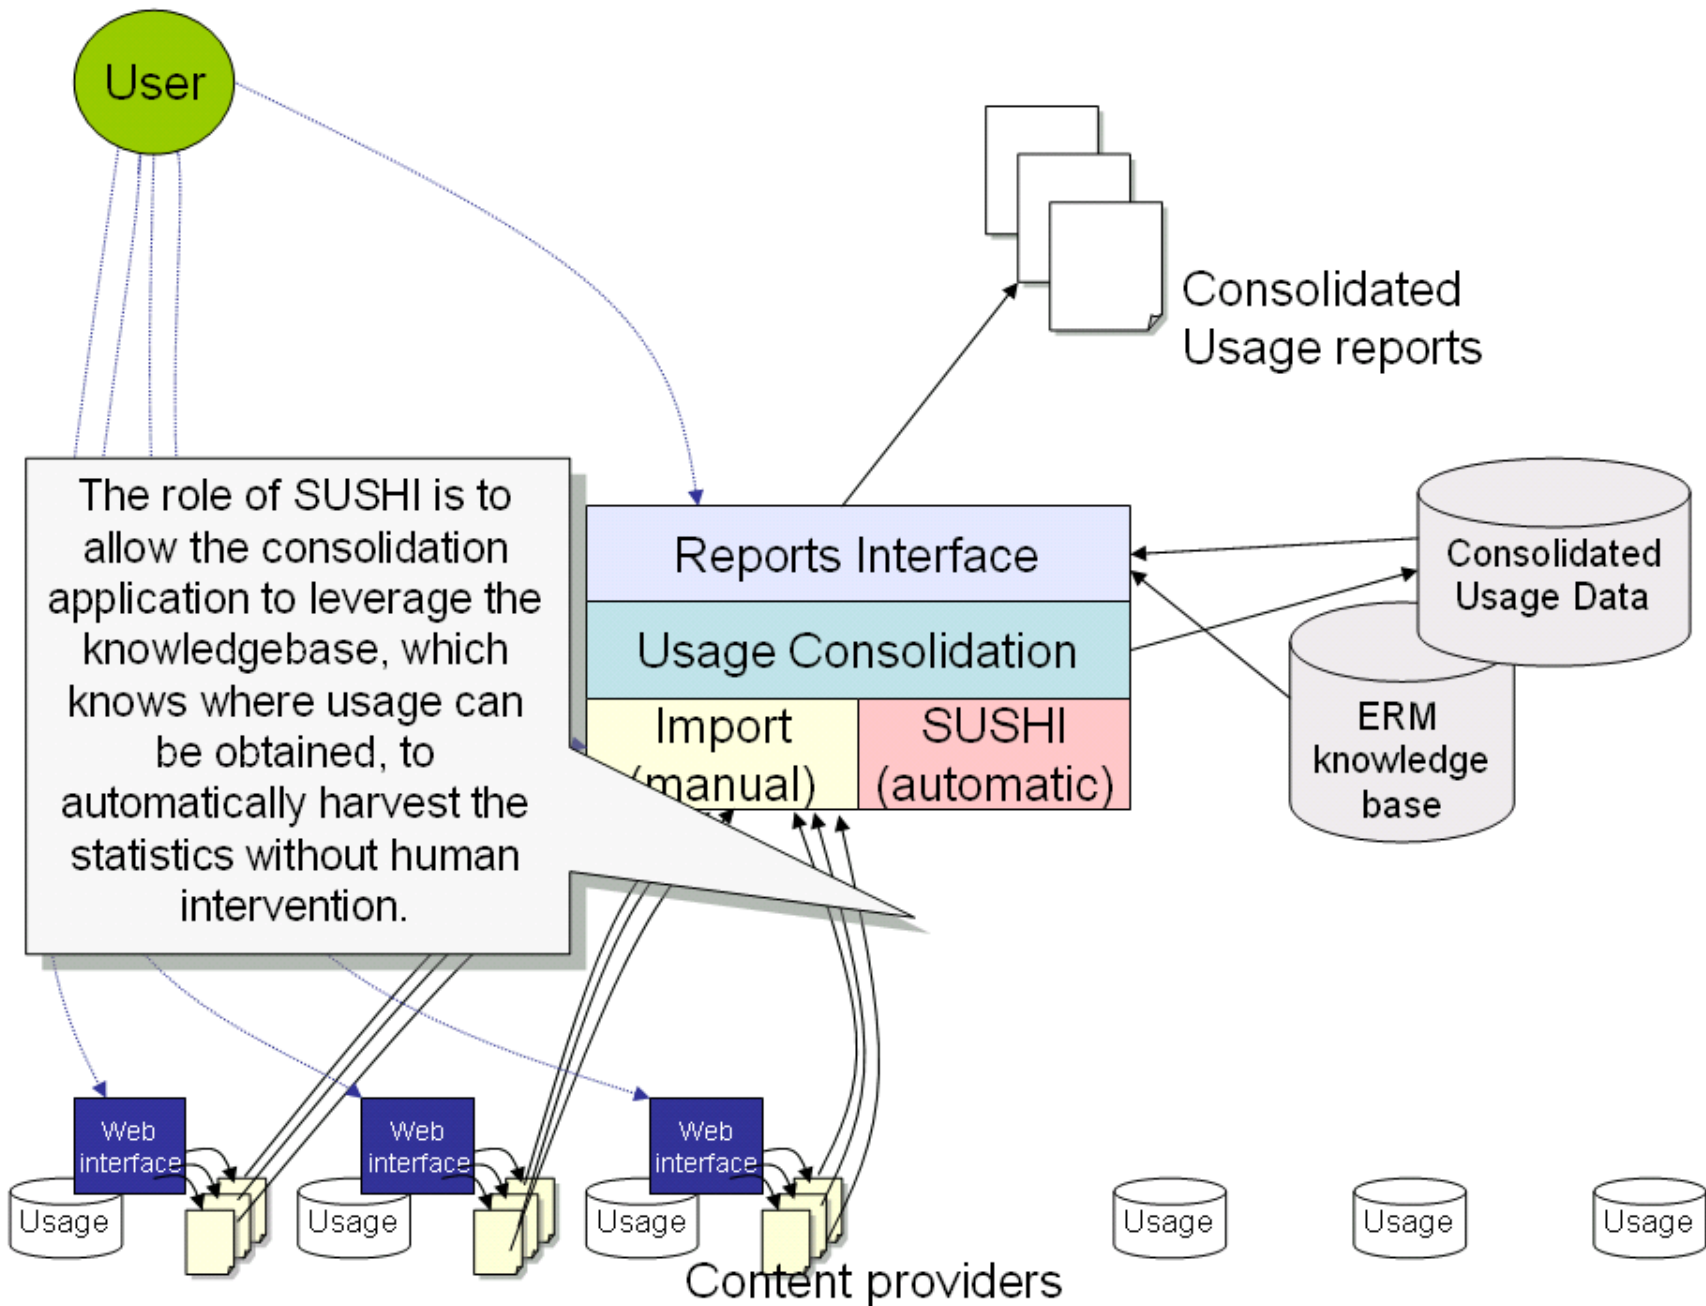 User
Consolidated
Usage reports
The role of SUSHI is to
allow the consolidation
application to leverage the
knowledgebase, which
knows where usage can
be obtained, to
automatically harvest the
statistics without human
intervention.
Reports Interface
Usage Consolidation
Import
(manual)
SUSHI
(automatic)
Consolidated
Usage Data
ERM
knowledge
base
Web
interface
Usage
Web
interface
Usage
Web
interface
Usage
Usage
Usage
Usage
Content providers